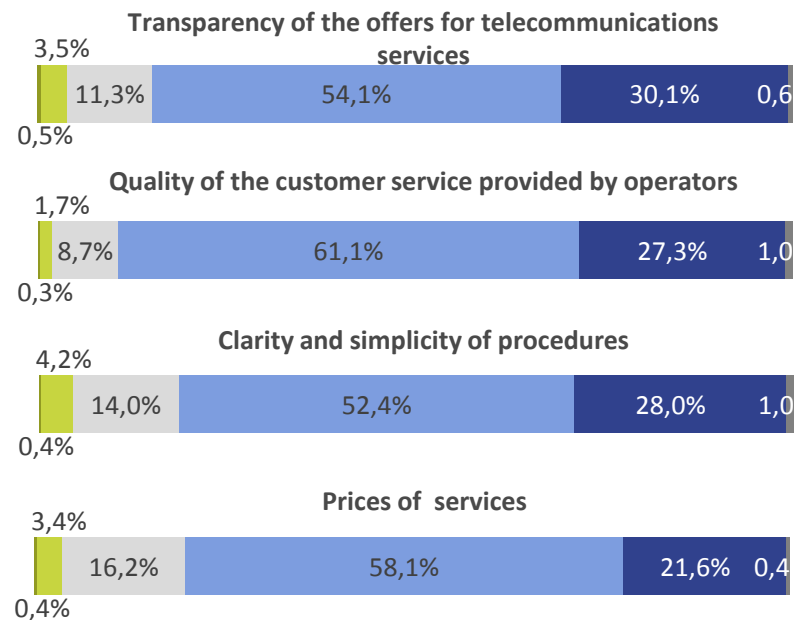 Transparency of the offers for telecommunications
services
3,5%
11,3% 54,1% 30,1% 0,6
0,5%
Quality of the customer service provided by operators
1,7%
8,7% 61,1% 27,3% 1,0
0,3%
Clarity and simplicity of procedures
4,2%
14,0% 52,4% 28,0% 1,0
0,4%
Prices of services
3,4%
16,2% 58,1% 21,6% 0,4
0,4%